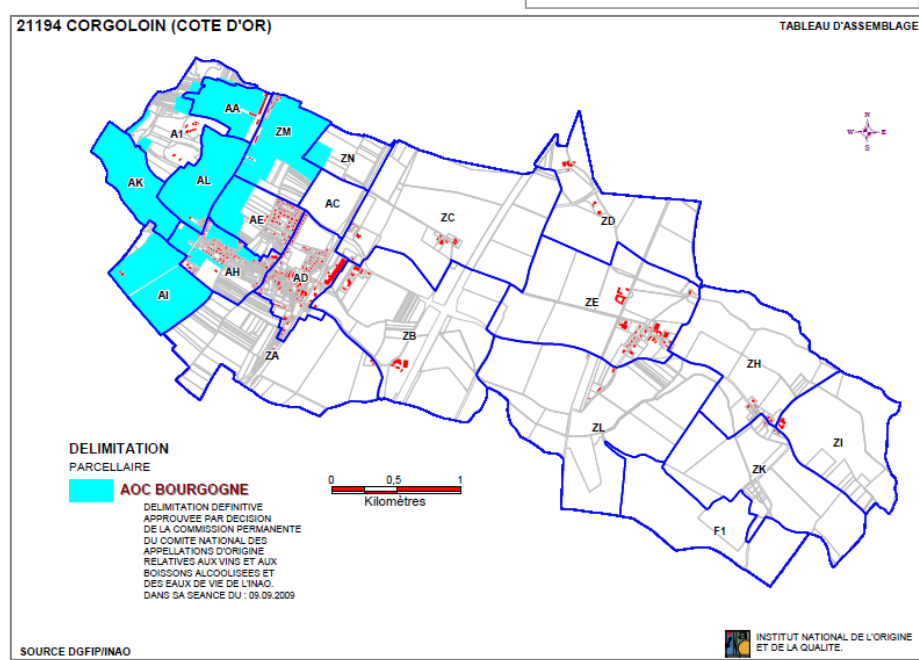 21194 CORGOLOIN (COTE D'OR)
TABLEAU D'ASSEMBLAGE
N
W E
S
AA
A1
ZM
ZN
AK
AL
AC
AE
ZC
ZD
AH
AD
AI
ZE
ZB
ZA
ZH
ZL
ZI
ZK
F1
DELIMITATION
PARCELLAIRE
AOC BOURGOGNE
DELIMITATION DEFINITIVE
APPROUVEE PAR DECISION
DE LA COMMISSION PERMANENTE
DU COMITE NATIONAL DES
APPELLATIONS D'ORIGINE
RELATIVES AUX VINS ET AUX
BOISSONS ALCOOLISEES ET
DES EAUX DE VIE DE L'INAO.
DANS SA SEANCE DU : 09.09.2009
0 0,5 1
Kilomètres
SOURCE DGFIP/INAO
INSTITUT NATIONAL DE L'ORIGINE
ET DE LA QUALITE.